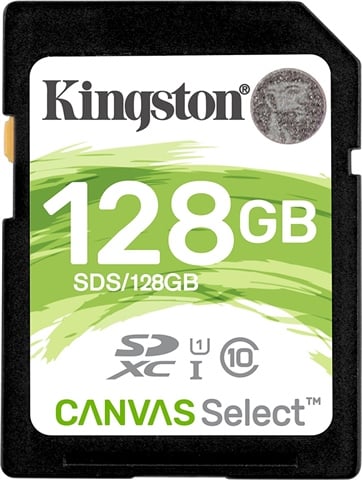 Kingston®
128GB
SDS/128GB
SD XC U1 I 10
CANVAS Select™